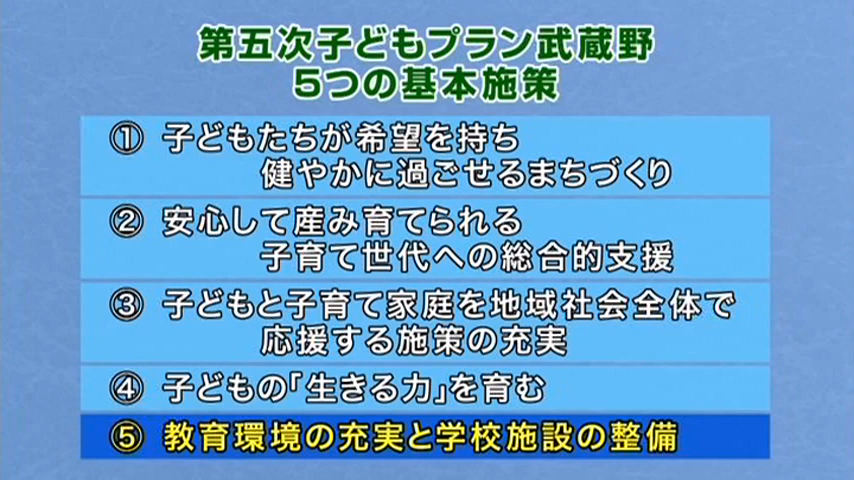 第五次子どもプラン武蔵野
5つの基本施策
① 子どもたちが希望を持ち
健やかに過ごせるまちづくり
② 安心して産み育てられる
子育て世代への総合的支援
③ 子どもと子育て家庭を地域社会全体で
応援する施策の充実
④ 子どもの「生きる力」を育む
⑤ 教育環境の充実と学校施設の整備